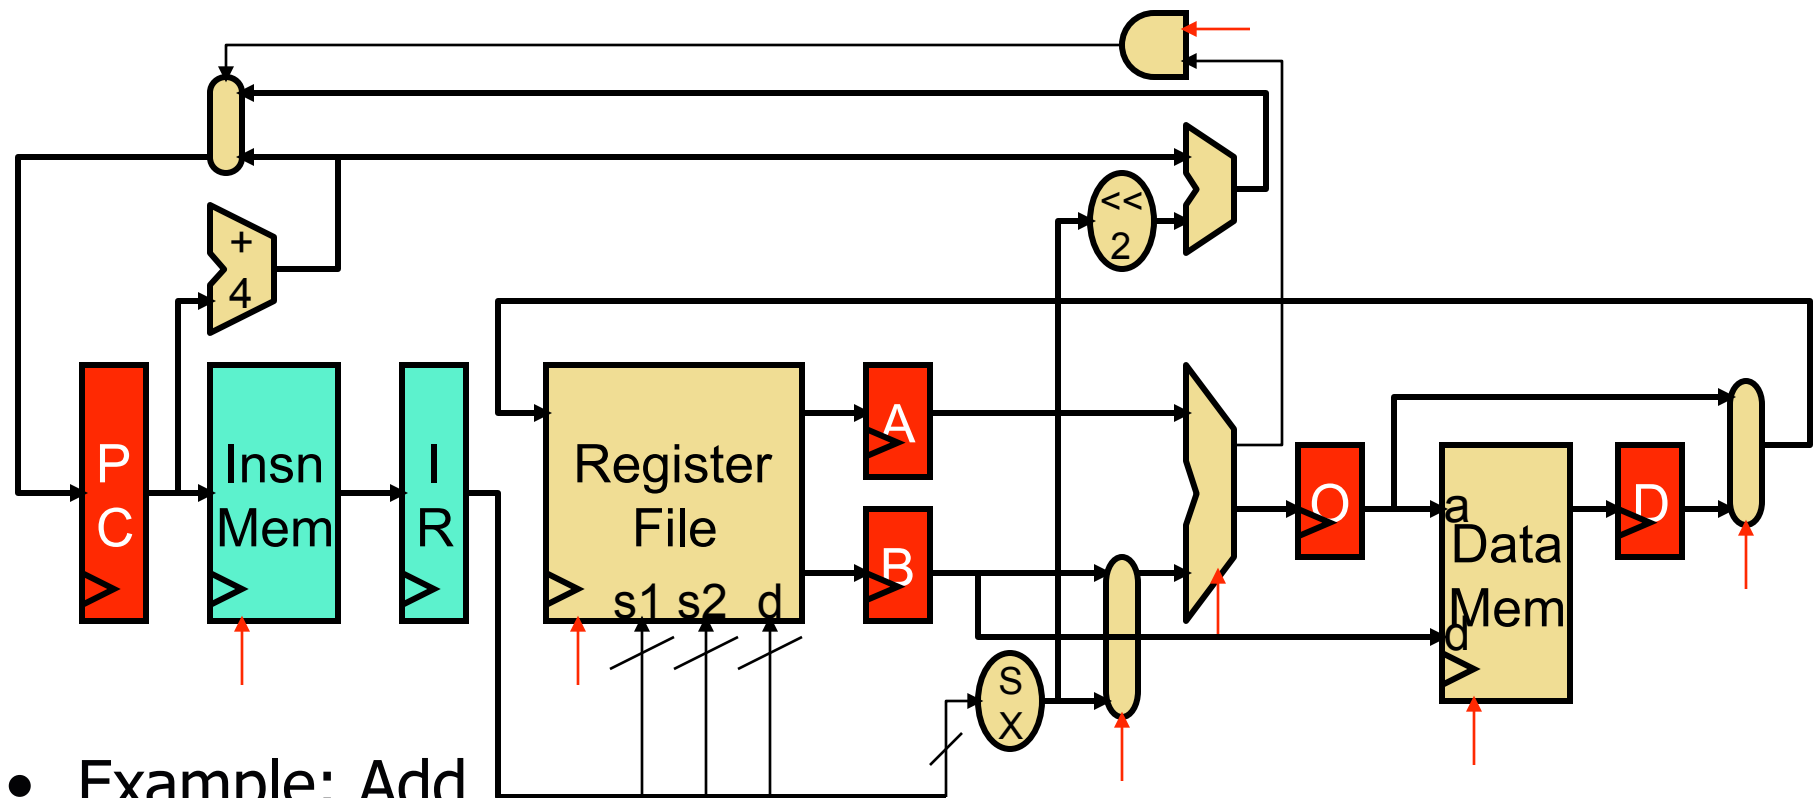 <<
2
+
4
P
C
Insn
Mem
I
R
Register
File
s1 s2 d
A
B
O
a
Data
Mem
d
D
S
X
• Example: Add